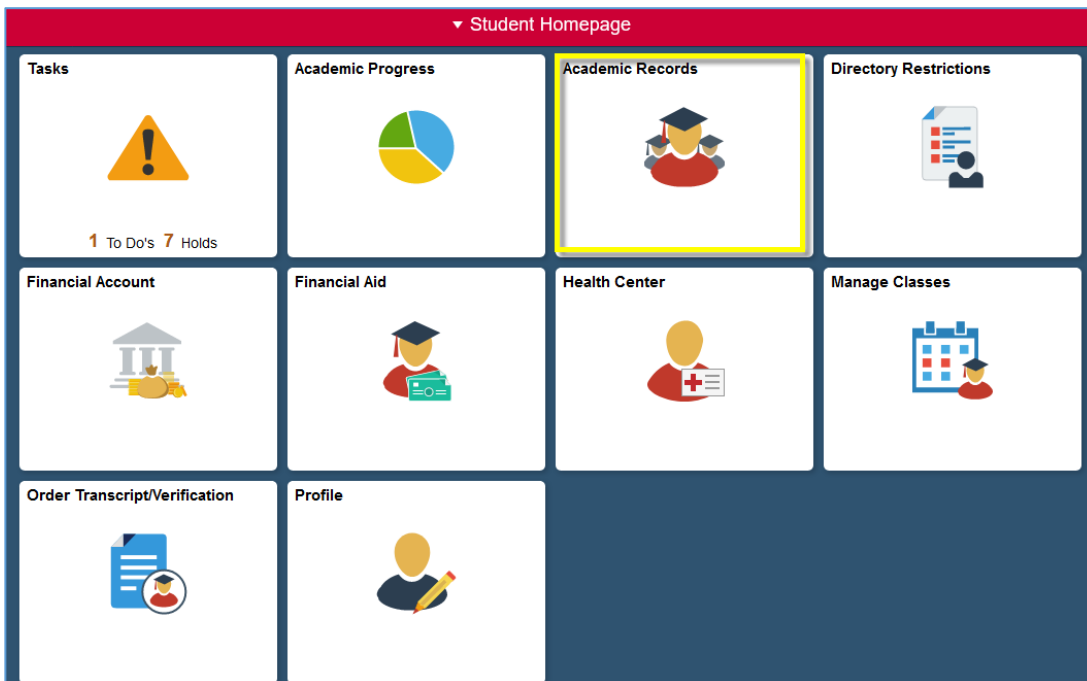 Student Homepage
Tasks
Academic Progress
Academic Records
Directory Restrictions
1 To Do's 7 Holds
Financial Account
Financial Aid
Health Center
Manage Classes
Order Transcript/Verification
Profile